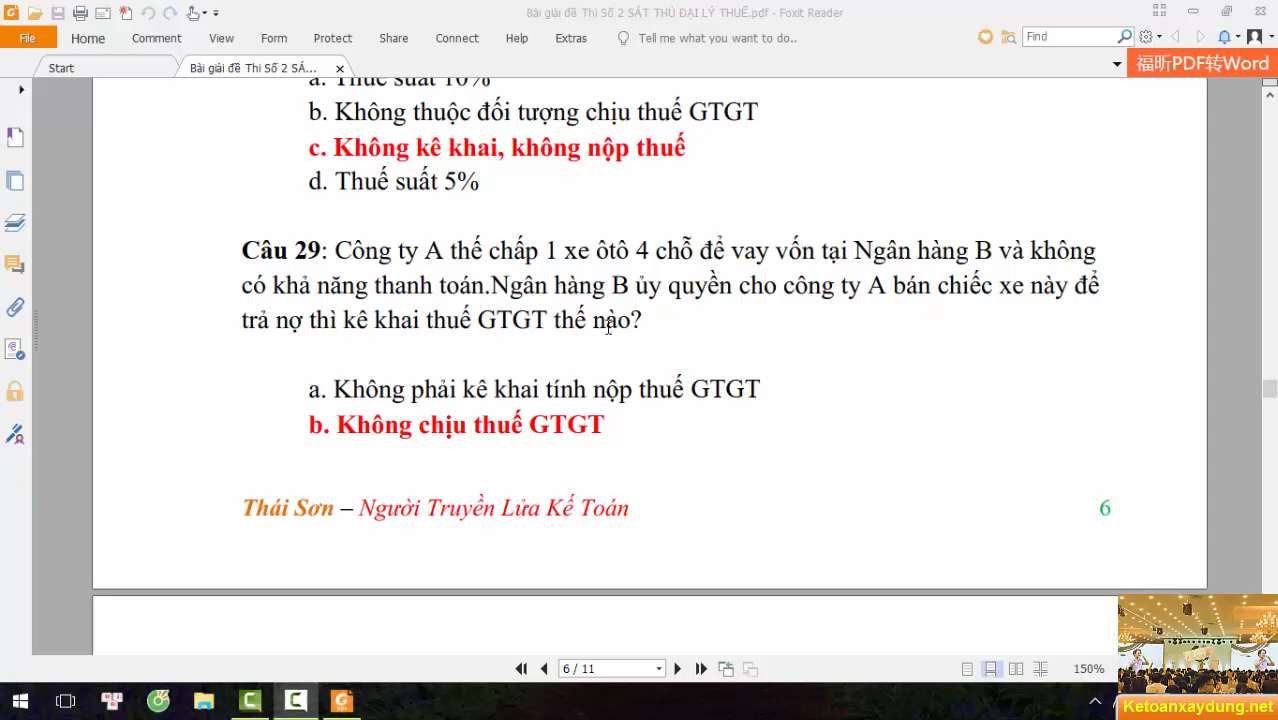 Bài giải đề Thi Số 2 SÁT THỦ ĐẠI LÝ THUẾ.pdf - Foxit Reader
File Home Comment View Form Protect Share Connect Help Extras Tell me what you want to do.. Find
Start Bài giải đề Thi Số 2 SÁ... 福昕PDF转Word
a. Thuế suất 10%
b. Không thuộc đối tượng chịu thuế GTGT
c. Không kê khai, không nộp thuế
d. Thuế suất 5%
Câu 29: Công ty A thế chấp 1 xe ôtô 4 chỗ để vay vốn tại Ngân hàng B và không
có khả năng thanh toán.Ngân hàng B ủy quyền cho công ty A bán chiếc xe này để
trả nợ thì kê khai thuế GTGT thế nào?
a. Không phải kê khai tính nộp thuế GTGT
b. Không chịu thuế GTGT
Thái Sơn – Người Truyền Lửa Kế Toán 6
6 / 11 150%
Ketoanxaydung.net